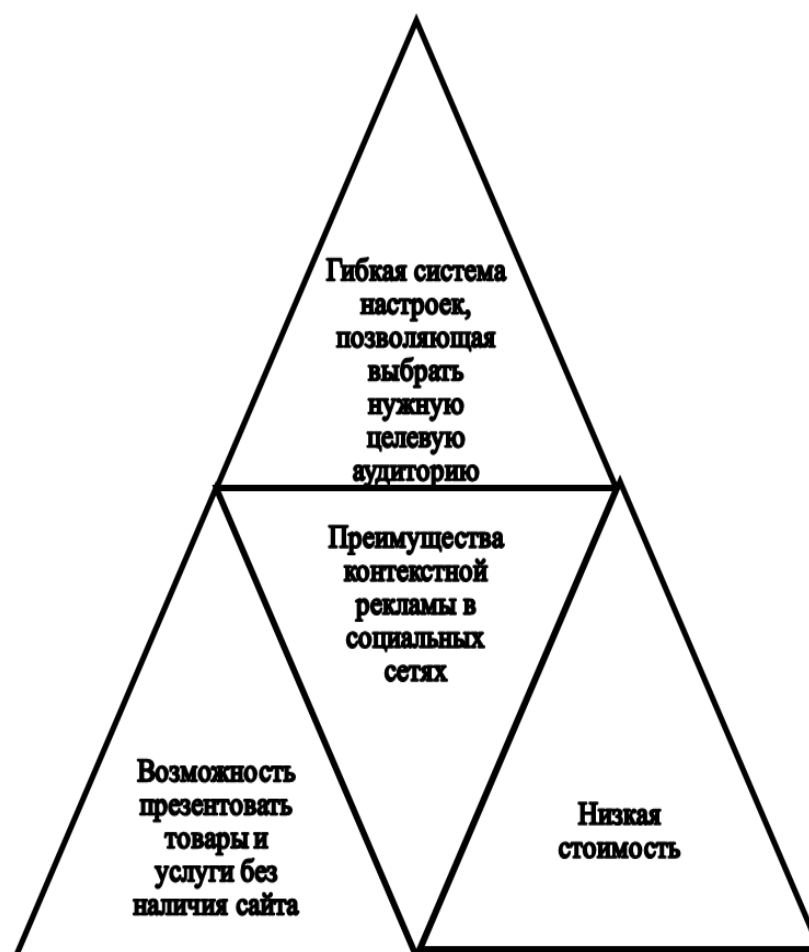 Гибкая система
настроек,
позволяющая
выбрать
нужную
целевую
аудиторию
Преимущества
контекстной
рекламы в
социальных
сетях
Возможность
презентовать
товары и
услуги без
наличия сайта
Низкая
стоимость